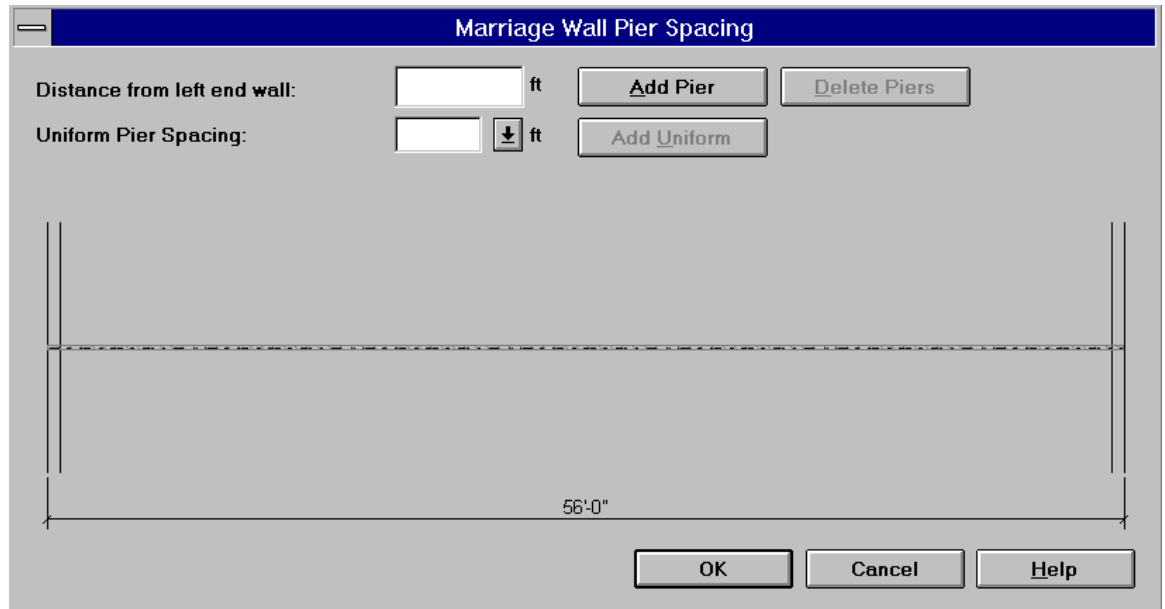 Marriage Wall Pier Spacing
Distance from left end wall: ft Add Pier Delete Piers
Uniform Pier Spacing: ft Add Uniform
56'-0"
OK Cancel Help